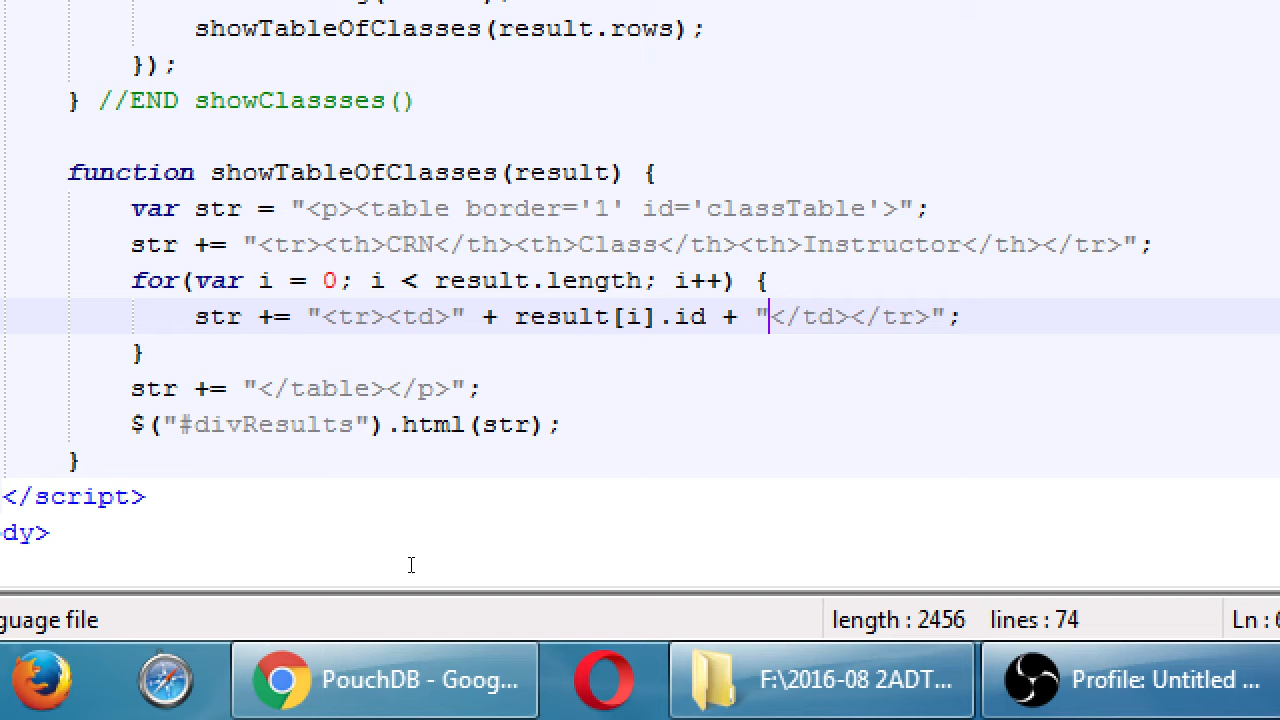 showTableOfClasses(result.rows);
});
} //END showClassses()
function showTableOfClasses(result) {
var str = "<p><table border='1' id='classTable'>";
str += "<tr><th>CRN</th><th>Class</th><th>Instructor</th></tr>";
for(var i = 0; i < result.length; i++) {
str += "<tr><td>" + result[i].id + "</td></tr>";
}
str += "</table></p>";
$("#divResults").html(str);
}
</script>
dy>
guage file length : 2456 lines : 74 Ln :
PouchDB - Goog... F:\2016-08 2ADT... Profile: Untitled ...